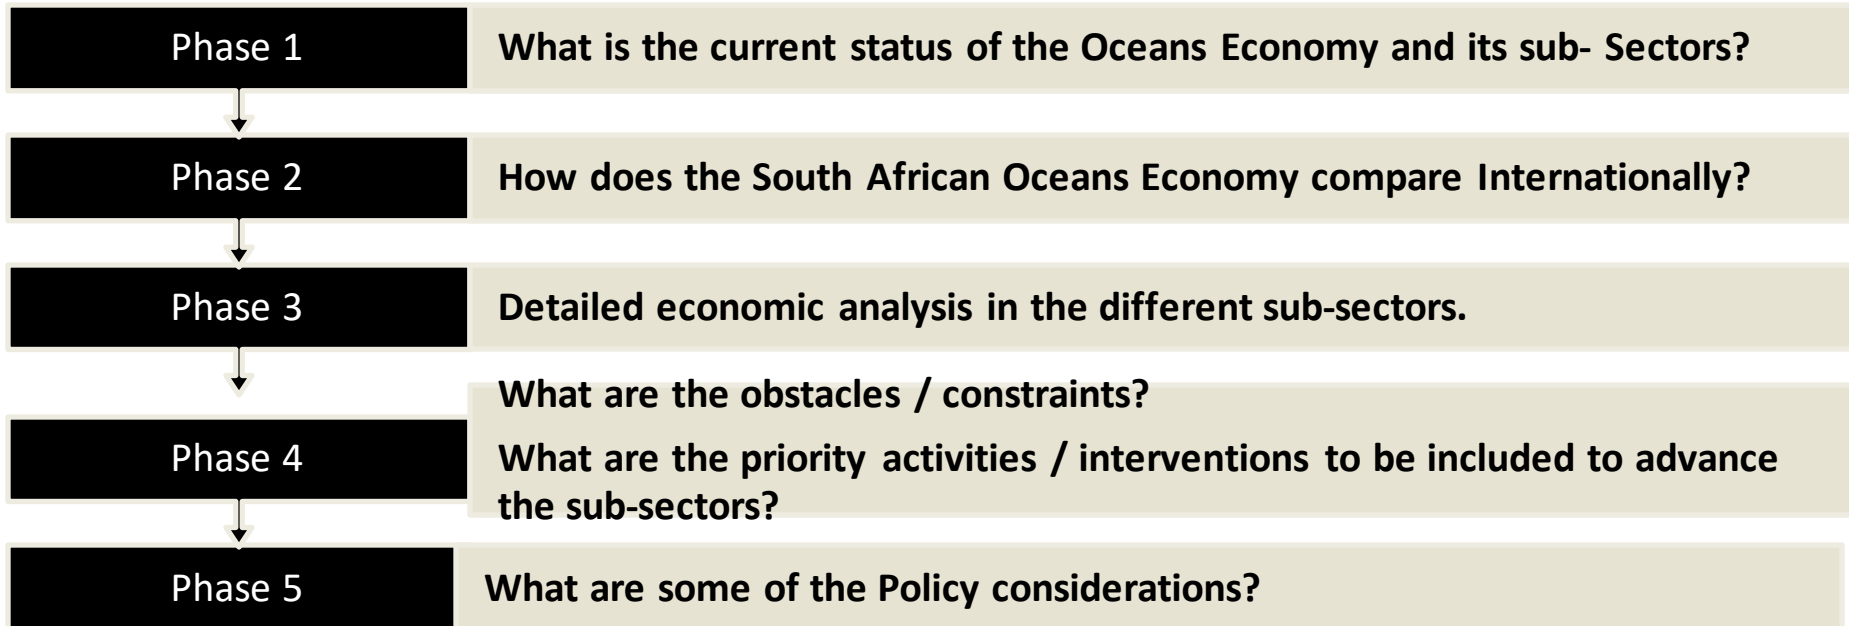 Phase 1
What is the current status of the Oceans Economy and its sub- Sectors?
Phase 2
How does the South African Oceans Economy compare Internationally?
Phase 3
Detailed economic analysis in the different sub-sectors.
Phase 4
What are the obstacles / constraints?
What are the priority activities / interventions to be included to advance
the sub-sectors?
Phase 5
What are some of the Policy considerations?